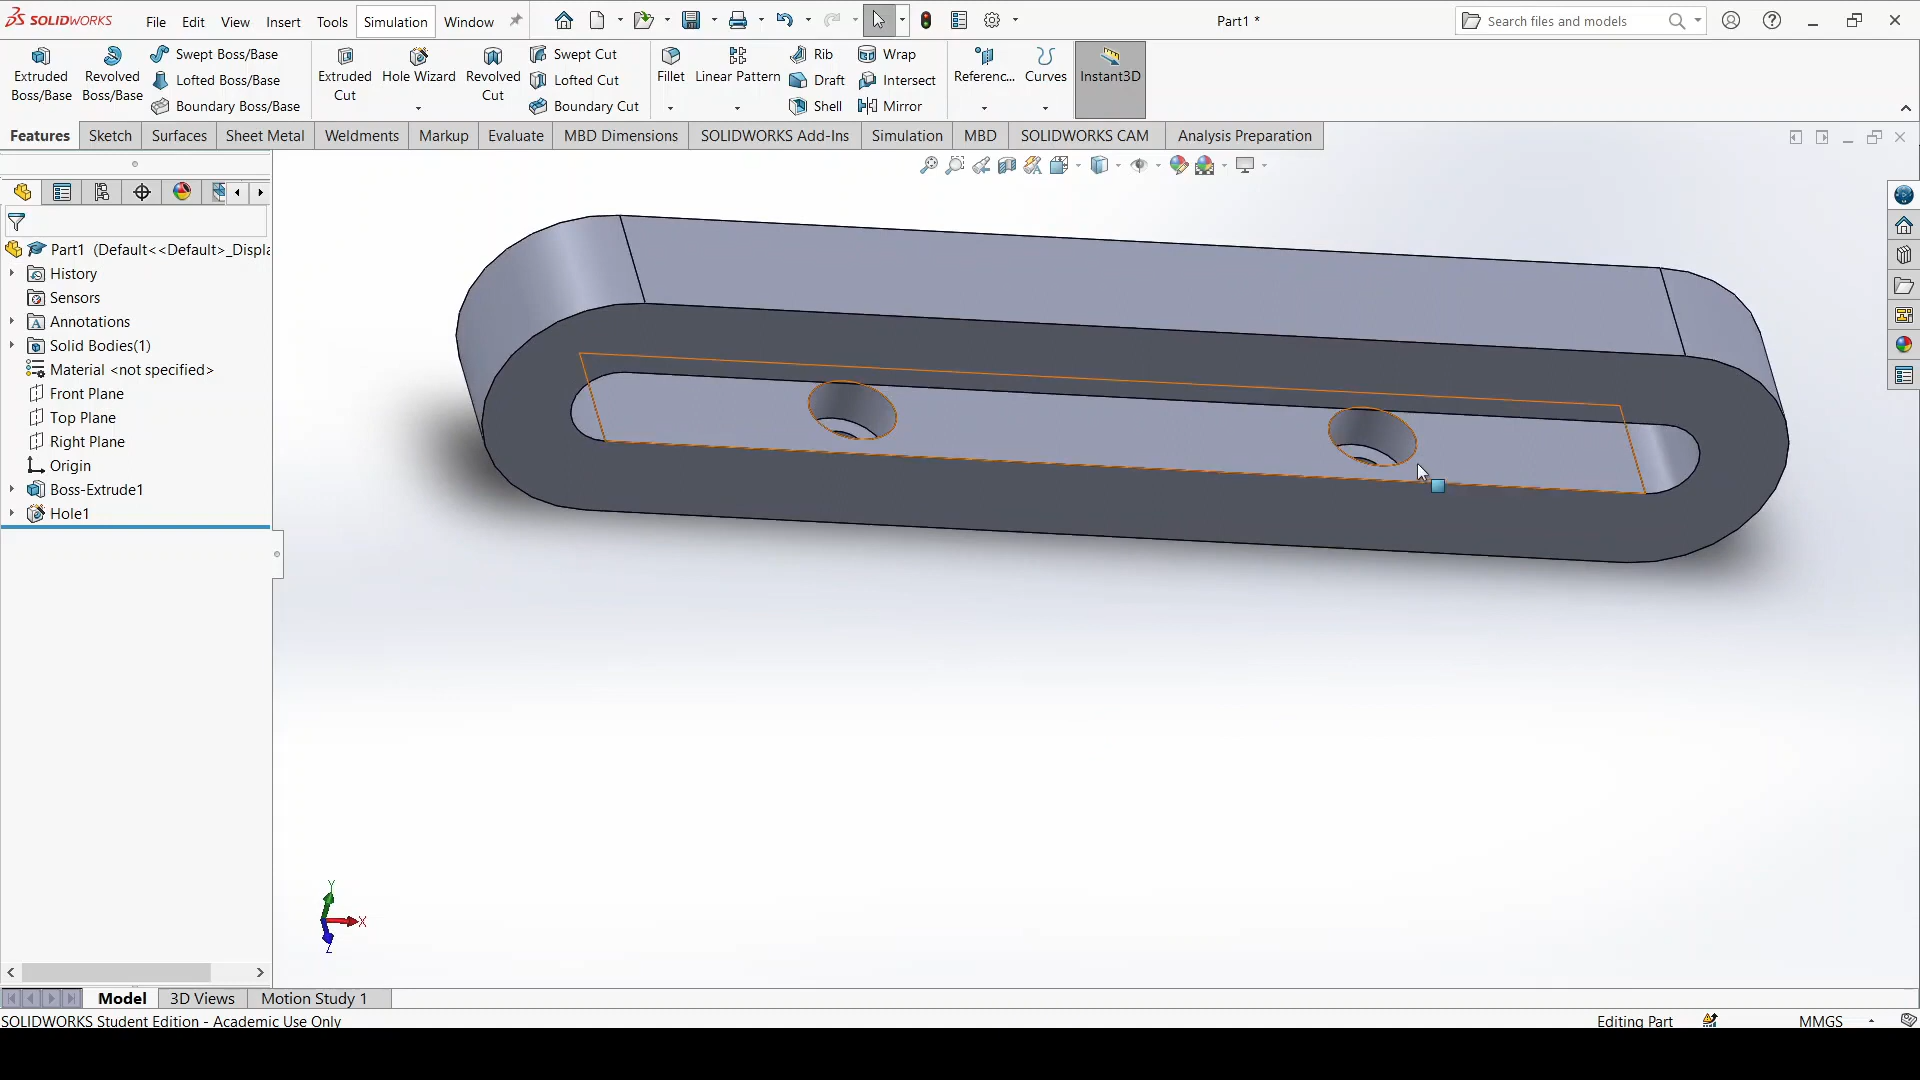 SOLIDWORKS File Edit View Insert Tools Simulation Window Part1 * Search files and models
Extruded Boss/Base
Revolved Boss/Base
Swept Boss/Base
Lofted Boss/Base
Boundary Boss/Base
Extruded Cut
Hole Wizard
Revolved Cut
Swept Cut
Lofted Cut
Boundary Cut
Fillet
Linear Pattern
Rib
Draft
Shell
Wrap
Intersect
Mirror
Referenc...
Curves
Instant3D
Features Sketch Surfaces Sheet Metal Weldments Markup Evaluate MBD Dimensions SOLIDWORKS Add-Ins Simulation MBD SOLIDWORKS CAM Analysis Preparation
Part1 (Default<<Default>_Displa
History
Sensors
Annotations
Solid Bodies(1)
Material <not specified>
Front Plane
Top Plane
Right Plane
Origin
Boss-Extrude1
Hole1
Y
X
Z
Model 3D Views Motion Study 1
SOLIDWORKS Student Edition - Academic Use Only Editing Part MMGS